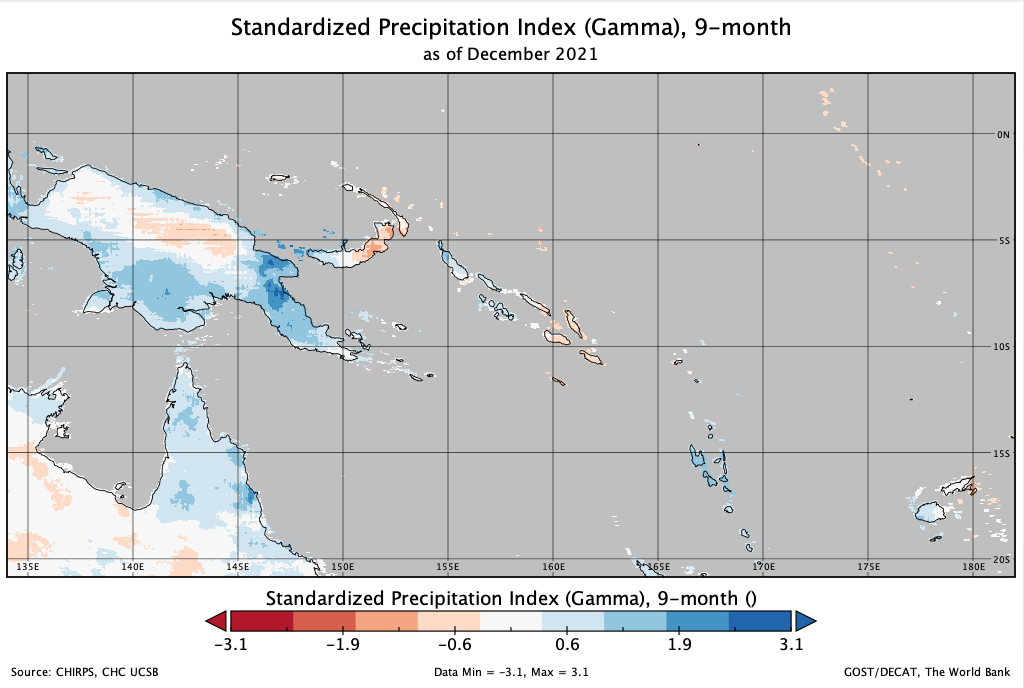 Standardized Precipitation Index (Gamma), 9-month
as of December 2021
0N
5S
10S
15S
20S
135E 140E 145E 150E 155E 160E 165E 170E 175E 180E
Standardized Precipitation Index (Gamma), 9-month ()
-3.1 -1.9 -0.6 0.6 1.9 3.1
Source: CHIRPS, CHC UCSB Data Min = -3.1, Max = 3.1 GOST/DECAT, The World Bank